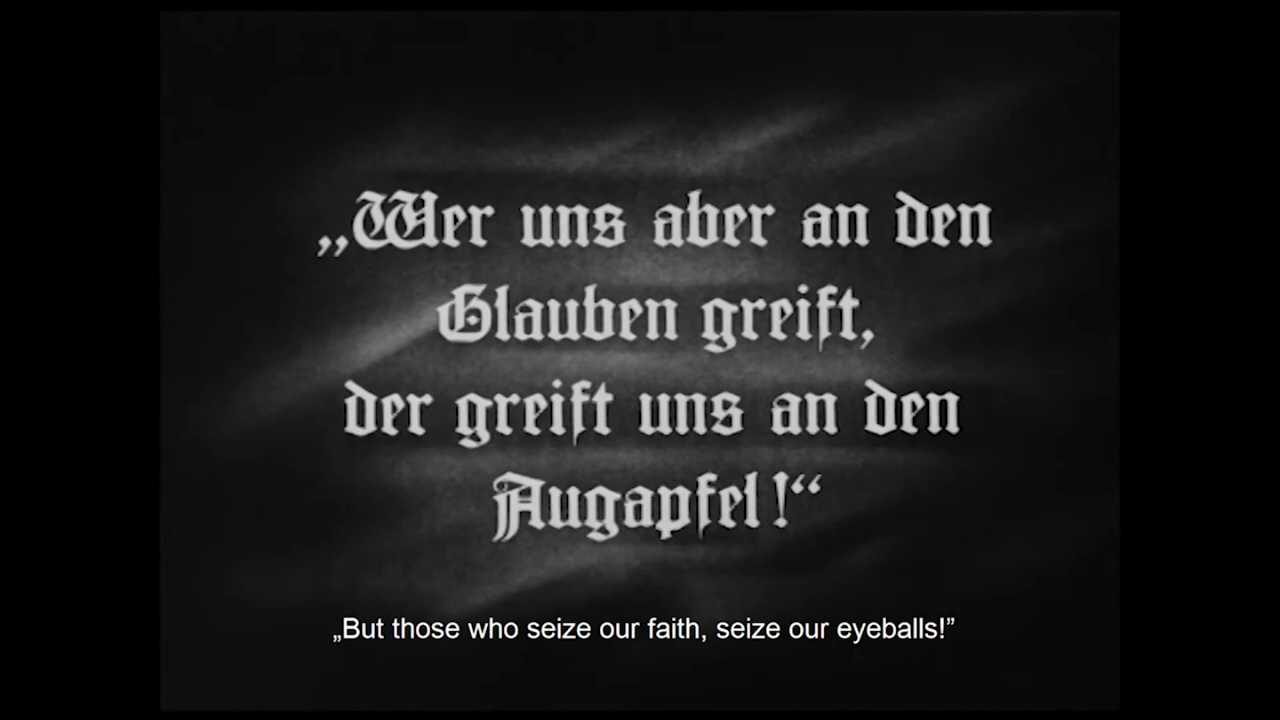 „Wer uns aber an den
Glauben greift,
der greift uns an den
Augapfel!“
„But those who seize our faith, seize our eyeballs!”